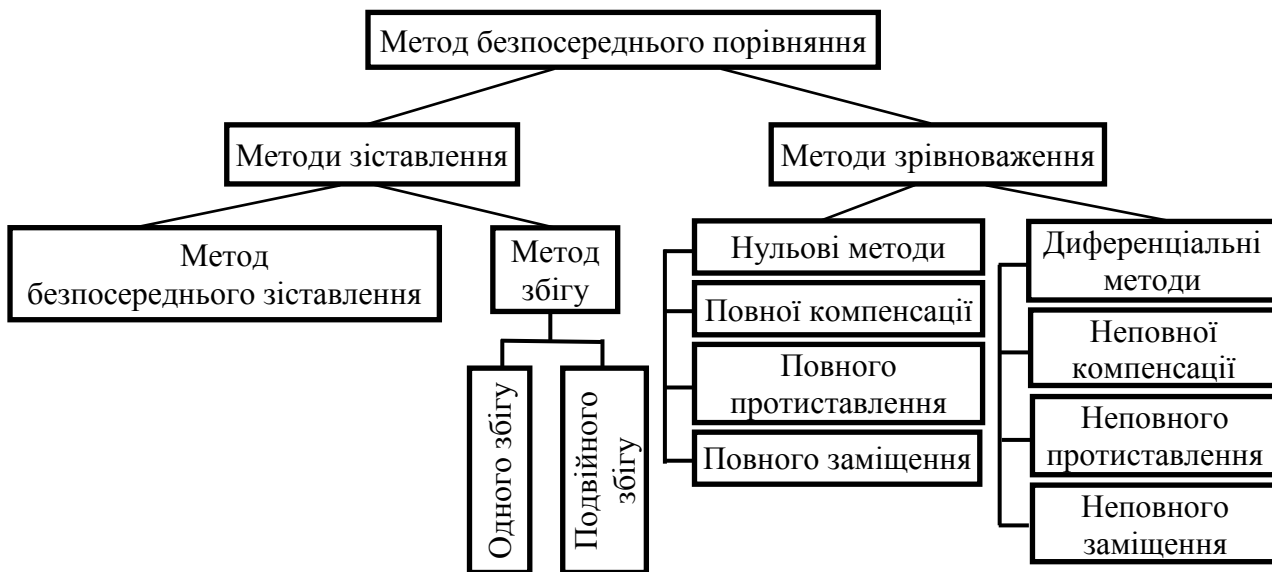 Метод безпосереднього порівняння
Методи зіставлення
Методи зрівноваження
Метод
безпосереднього зіставлення
Метод
збігу
Одного збігу
Подвійного
збігу
Нульові методи
Повної компенсації
Повного
протиставлення
Повного заміщення
Диференціальні
методи
Неповної
компенсації
Неповного
протиставлення
Неповного
заміщення